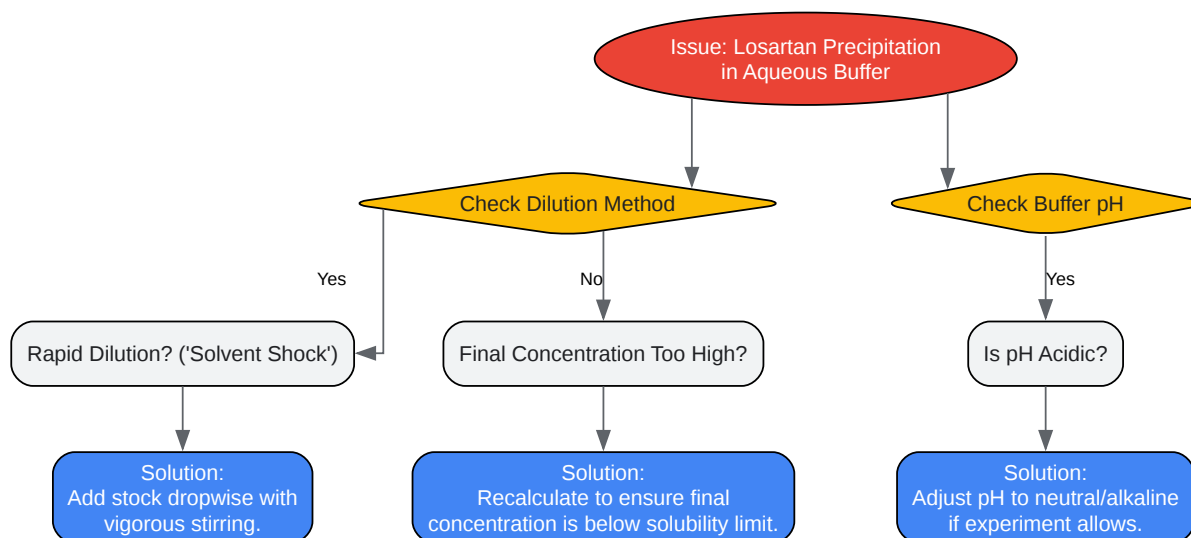 Issue: Losartan Precipitation
in Aqueous Buffer
Check Dilution Method
Check Buffer pH
Yes
No
Yes
Rapid Dilution? ('Solvent Shock')
Final Concentration Too High?
Is pH Acidic?
Solution:
Add stock dropwise with
vigorous stirring.
Solution:
Recalculate to ensure final
concentration is below solubility limit.
Solution:
Adjust pH to neutral/alkaline
if experiment allows.